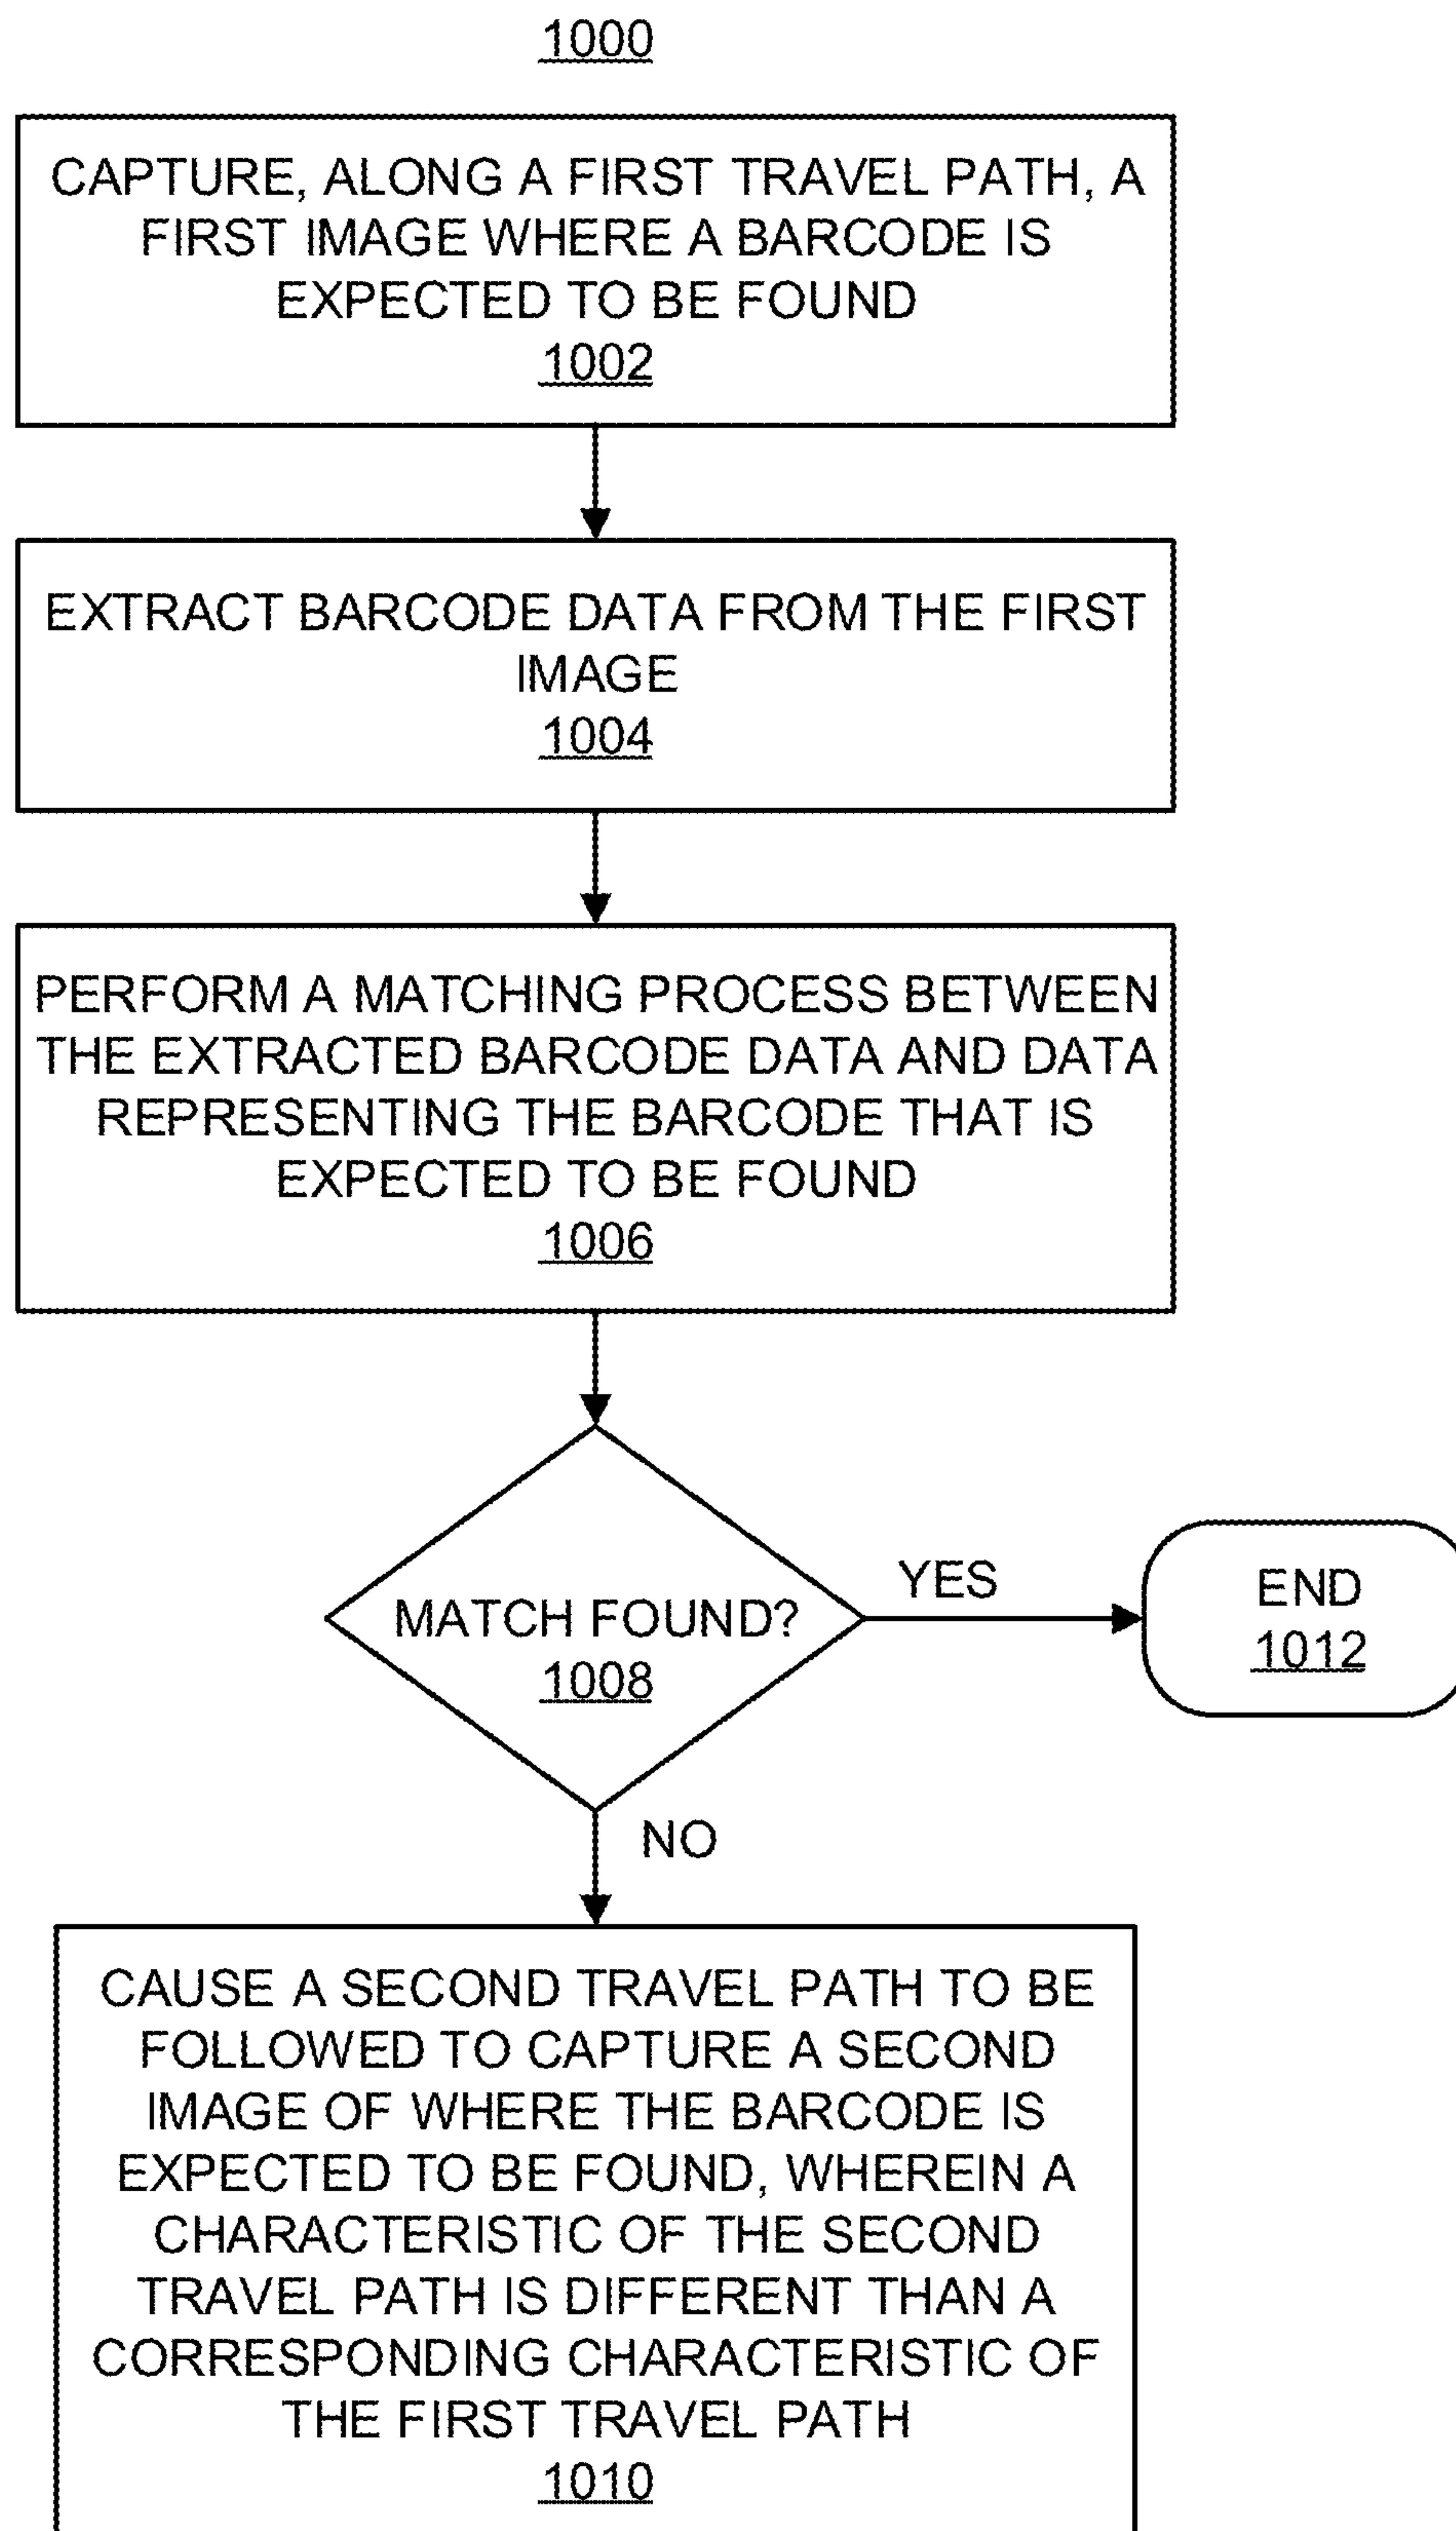 1000
CAPTURE, ALONG A FIRST TRAVEL PATH, A
FIRST IMAGE WHERE A BARCODE IS
EXPECTED TO BE FOUND
1002
EXTRACT BARCODE DATA FROM THE FIRST
IMAGE
1004
PERFORM A MATCHING PROCESS BETWEEN
THE EXTRACTED BARCODE DATA AND DATA
REPRESENTING THE BARCODE THAT IS
EXPECTED TO BE FOUND
1006
MATCH FOUND?
1008
YES
END
1012
NO
CAUSE A SECOND TRAVEL PATH TO BE
FOLLOWED TO CAPTURE A SECOND
IMAGE OF WHERE THE BARCODE IS
EXPECTED TO BE FOUND, WHEREIN A
CHARACTERISTIC OF THE SECOND
TRAVEL PATH IS DIFFERENT THAN A
CORRESPONDING CHARACTERISTIC OF
THE FIRST TRAVEL PATH
1010